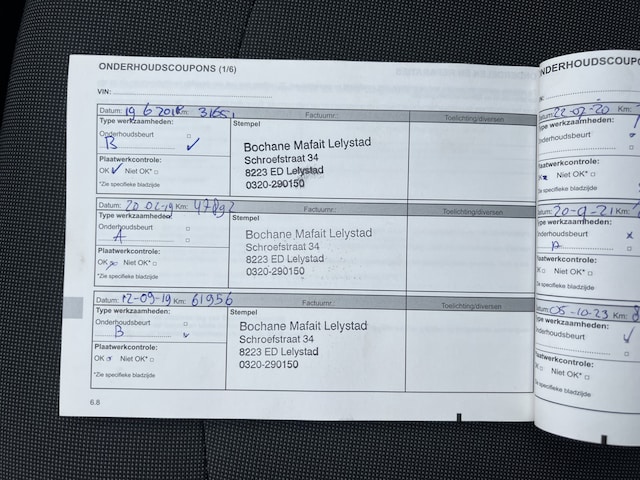 ONDERHOUDSCOUPONS (1/6)
VIN:
Datum: 19 6 2018 Km: 31651 Factuurnr.: Toelichting/diversen
Type werkzaamheden: Stempel
Onderhoudsbeurt
B ✓
Plaatwerkcontrole:
OK ✓ Niet OK*
*Zie specifieke bladzijde
Bochane Mafait Lelystad
Schroefstraat 34
8223 ED Lelystad
0320-290150
Datum: 20 02-19 Km: 47892 Factuurnr.: Toelichting/diversen
Type werkzaamheden: Stempel
Onderhoudsbeurt
A
Plaatwerkcontrole:
OK Niet OK*
*Zie specifieke bladzijde
Bochane Mafait Lelystad
Schroefstraat 34
8223 ED Lelystad
0320-290150
Datum: 12-09-19 Km: 61956 Factuurnr.: Toelichting/diversen
Type werkzaamheden: Stempel
Onderhoudsbeurt
B ✓
Plaatwerkcontrole:
OK Niet OK*
*Zie specifieke bladzijde
Bochane Mafait Lelystad
Schroefstraat 34
8223 ED Lelystad
0320-290150
6.8
NDERHOUDSCOUPO
Datum: 22-02-20 Km:
Type werkzaamheden:
Onderhoudsbeurt
Plaatwerkcontrole:
Niet OK*
Zie specifieke bladzijde
Datum: 20-9-21 Km:
Type werkzaamheden:
Onderhoudsbeurt
A
Plaatwerkcontrole:
Niet OK*
Zie specifieke bladzijde
Datum: 05-10-23 Km:
Type werkzaamheden:
nderhoudsbeurt
Plaatwerkcontrole:
Niet OK*
Zie specifieke bladzijde